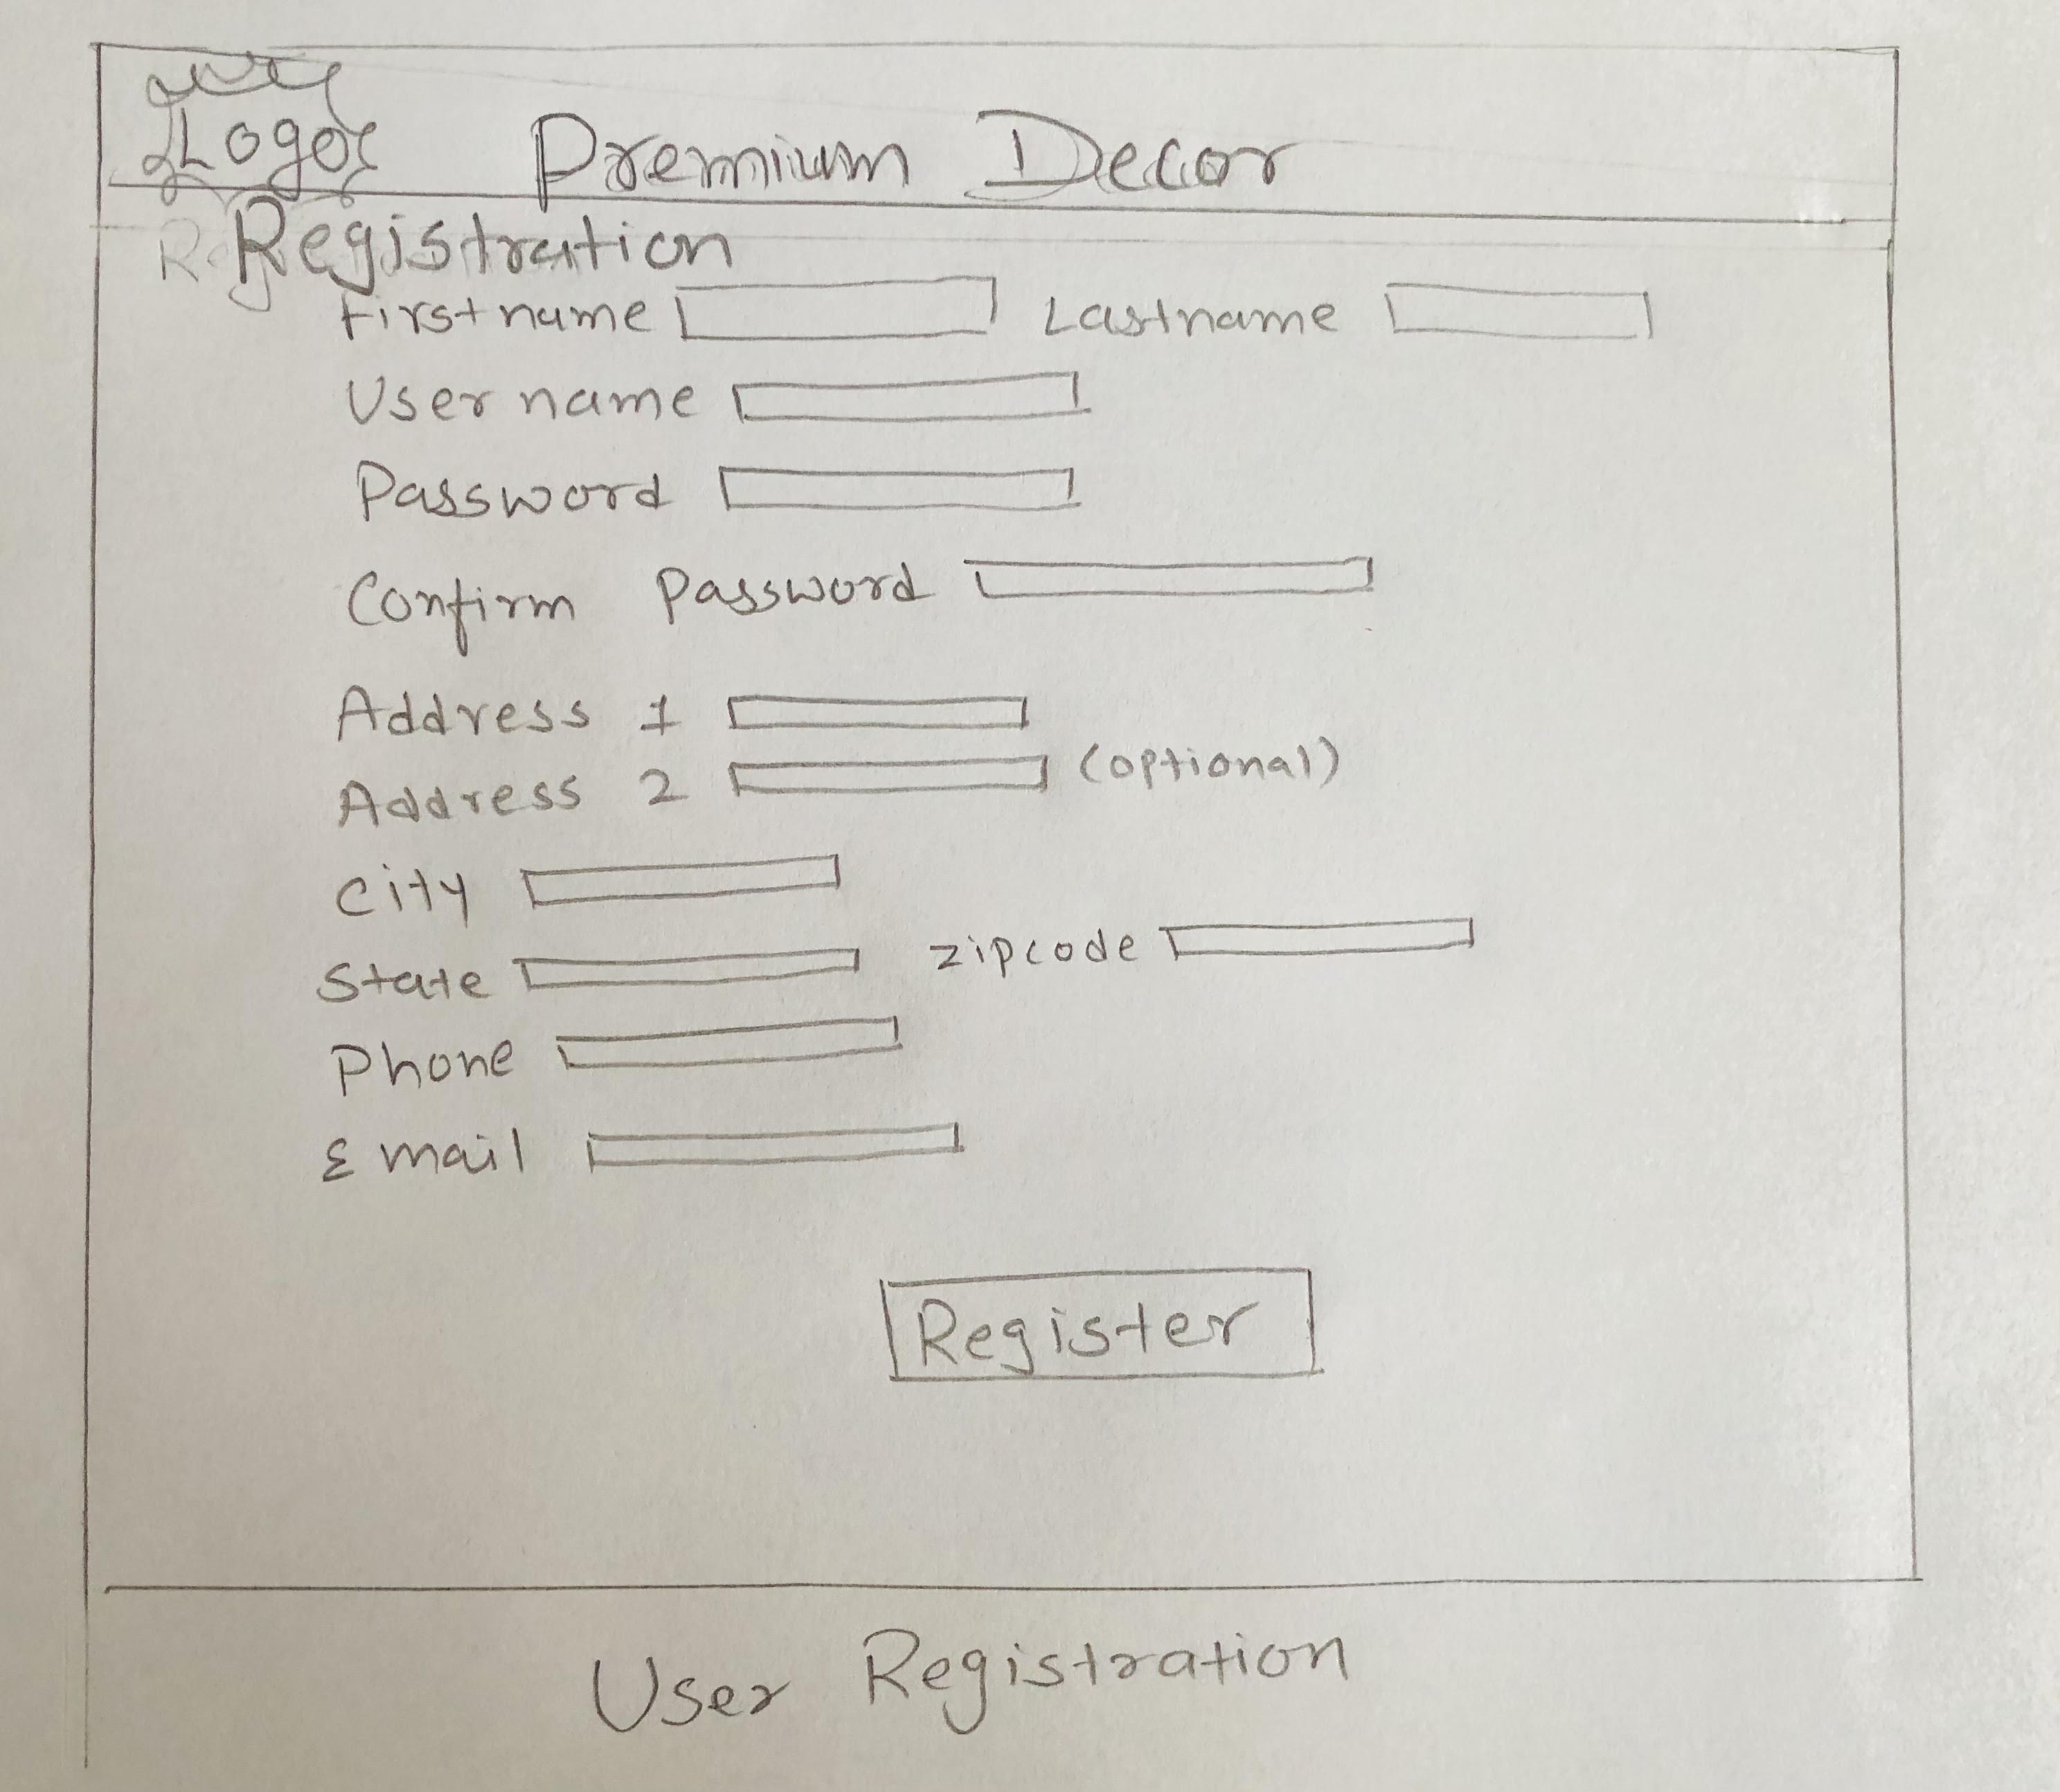 Logo Premium Decor
Registration
Firstname Lastname
User name
Password
Confirm Password
Address 1
Address 2 (optional)
City
State zipcode
Phone
Email
Register
User Registration